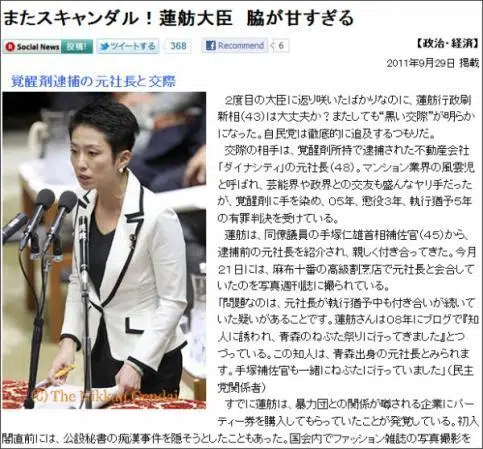 またスキャンダル！蓮舫大臣　脇が甘すぎる
Social News 投稿!
ツイートする
368
Recommend
6
【政治・経済】
2011年9月29日 掲載
覚醒剤逮捕の元社長と交際
２度目の大臣に返り咲いたばかりなのに、蓮舫行政刷
新相(４３)は大丈夫か？またしても“黒い交際”が明らか
になった。自民党は徹底的に追及するつもりだ。
交際の相手は、覚醒剤所持で逮捕された不動産会社
「ダイナシティ」の元社長(４８)。マンション業界の風雲児
と呼ばれ、芸能界や政界との交友も盛んなヤリ手だった
が、覚醒剤に手を染め、０５年、懲役３年、執行猶予５年
の有罪判決を受けている。
蓮舫は、同僚議員の手塚仁雄首相補佐官(４５)から、
逮捕前の元社長を紹介され、親しく付き合ってきた。今月
２１日には、麻布十番の高級割烹店で元社長と会合してい
たのを写真週刊誌に撮られている。
「問題なのは、元社長が執行猶予中も付き合いが続いて
いた疑いがあることです。蓮舫さんは０８年にブログで『知
人に誘われ、青森のねぶた祭りに行ってきました』とつ
づっている。この知人は、青森出身の元社長とみられま
す。手塚補佐官も一緒にねぶたに行っていました」(民主
党関係者)
すでに蓮舫は、暴力団との関係が噂される企業にパー
ティー券を購入してもらっていたことが発覚している。初入
閣直前には、公設秘書の痴漢事件を隠そうとしたこともあった。国会内でファッション雑誌の写真撮影を
(C) The Nikkan Gendai